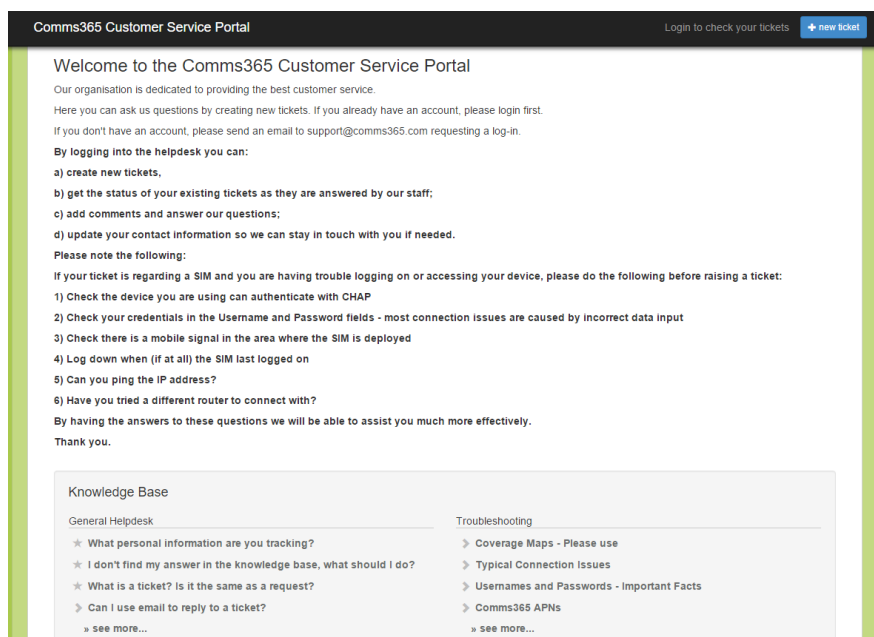 Comms365 Customer Service Portal
Login to check your tickets
+ new ticket
Welcome to the Comms365 Customer Service Portal
Our organisation is dedicated to providing the best customer service.
Here you can ask us questions by creating new tickets. If you already have an account, please login first.
If you don't have an account, please send an email to support@comms365.com requesting a log-in.
By logging into the helpdesk you can:
a) create new tickets,
b) get the status of your existing tickets as they are answered by our staff;
c) add comments and answer our questions;
d) update your contact information so we can stay in touch with you if needed.
Please note the following:
If your ticket is regarding a SIM and you are having trouble logging on or accessing your device, please do the following before raising a ticket:
1) Check the device you are using can authenticate with CHAP
2) Check your credentials in the Username and Password fields - most connection issues are caused by incorrect data input
3) Check there is a mobile signal in the area where the SIM is deployed
4) Log down when (if at all) the SIM last logged on
5) Can you ping the IP address?
6) Have you tried a different router to connect with?
By having the answers to these questions we will be able to assist you much more effectively.
Thank you.
Knowledge Base
General Helpdesk
What personal information are you tracking?
I don't find my answer in the knowledge base, what should I do?
What is a ticket? Is it the same as a request?
Can I use email to reply to a ticket?
» see more...
Troubleshooting
Coverage Maps - Please use
Typical Connection Issues
Usernames and Passwords - Important Facts
Comms365 APNs
» see more...